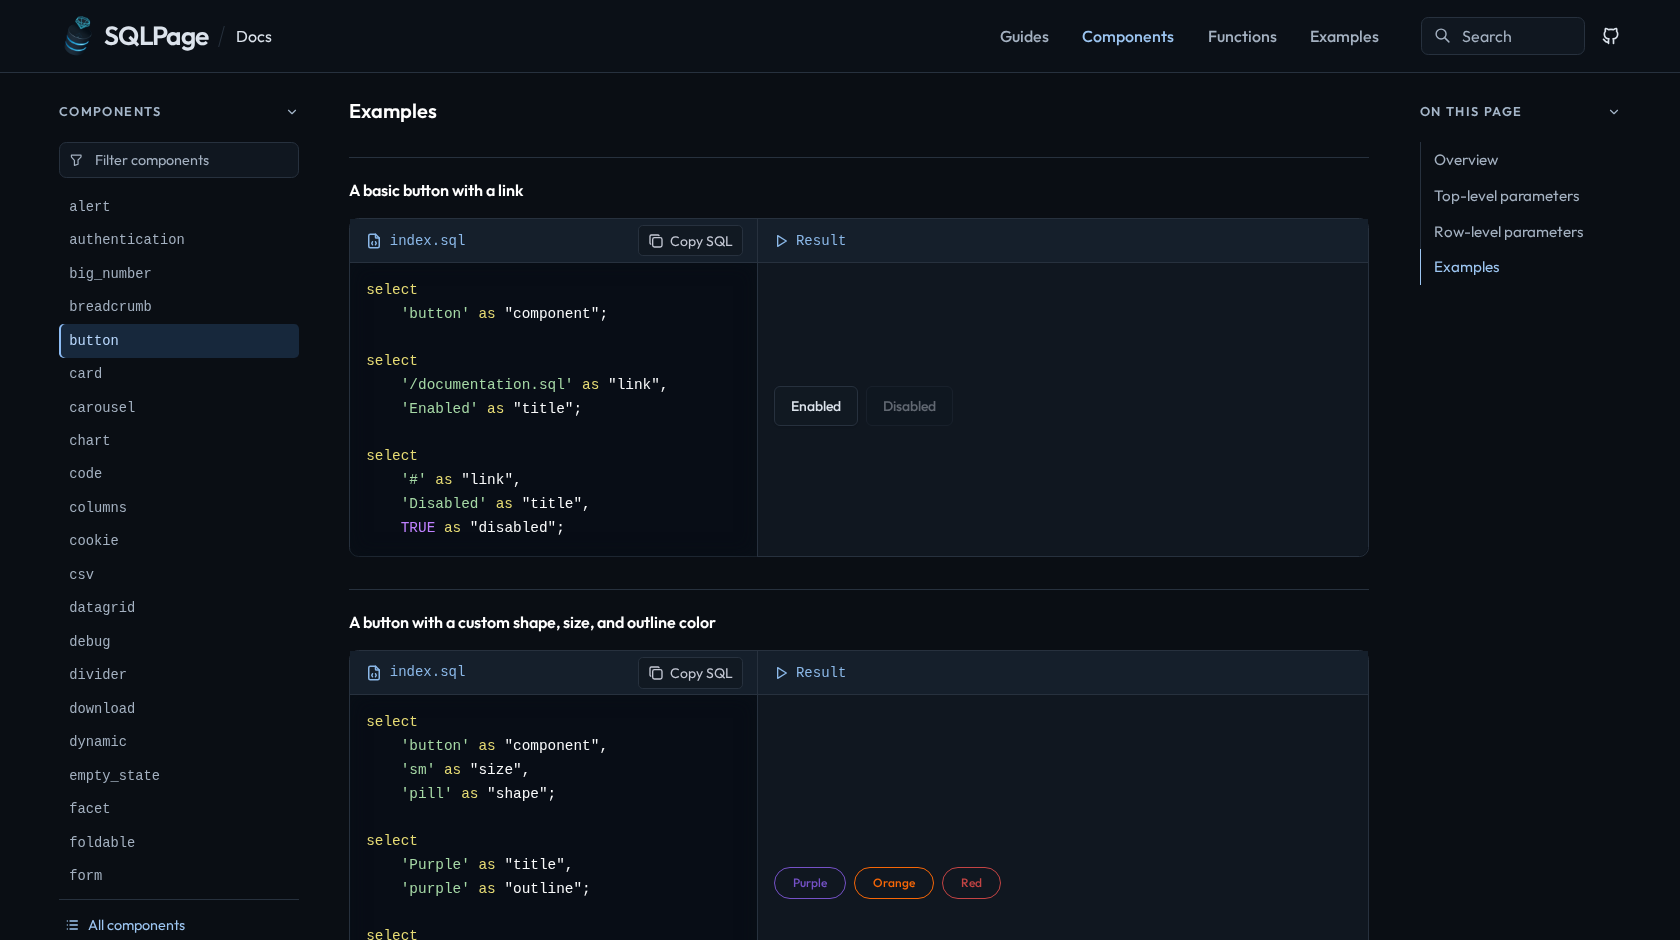 SQLPage / Docs
Guides
Components
Functions
Examples
Search
COMPONENTS
Filter components
alert
authentication
big_number
breadcrumb
button
card
carousel
chart
code
columns
cookie
csv
datagrid
debug
divider
download
dynamic
empty_state
facet
foldable
form
All components
Examples
A basic button with a link
index.sql
Copy SQL
select
    'button' as "component";
select
    '/documentation.sql' as "link",
    'Enabled' as "title";
select
    '#' as "link",
    'Disabled' as "title",
    TRUE as "disabled";
Result
Enabled
Disabled
A button with a custom shape, size, and outline color
index.sql
Copy SQL
select
    'button' as "component",
    'sm' as "size",
    'pill' as "shape";
select
    'Purple' as "title",
    'purple' as "outline";
select
Result
Purple
Orange
Red
ON THIS PAGE
Overview
Top-level parameters
Row-level parameters
Examples